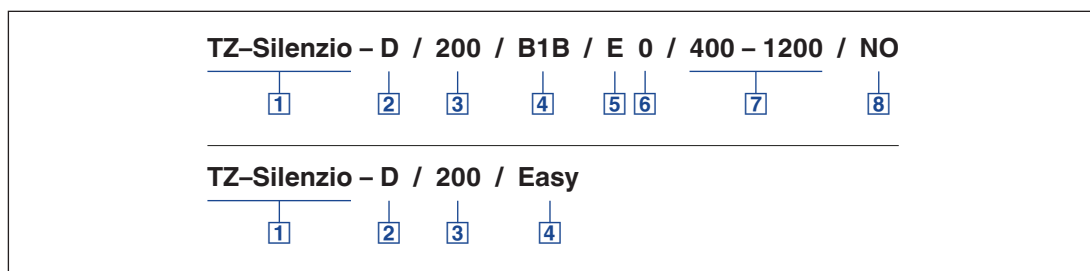 TZ–Silenzio – D / 200 / B1B / E 0 / 400 – 1200 / NO
1 2 3 4 5 6 7 8
TZ–Silenzio – D / 200 / Easy
1 2 3 4